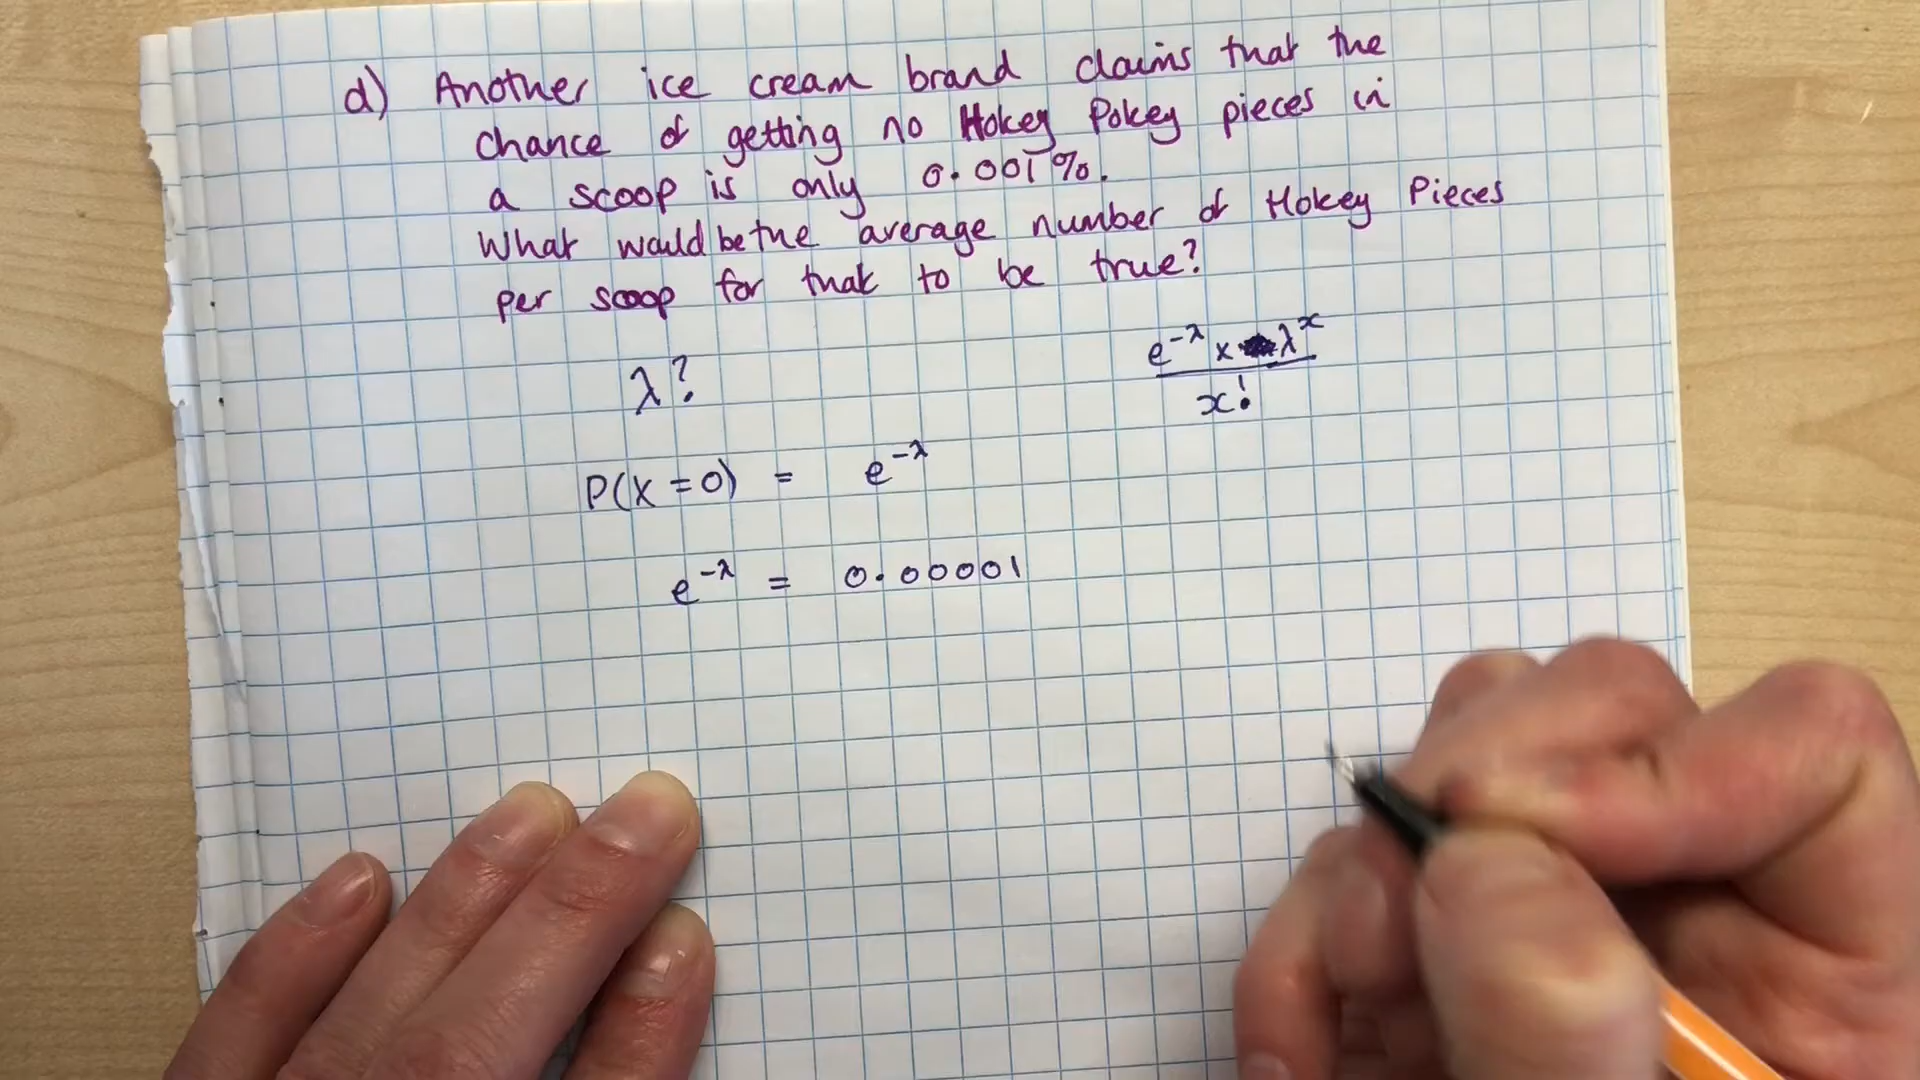 d) Another ice cream brand claims that the
chance of getting no Hokey Pokey pieces in
a scoop is only 0.001%.
What would be the average number of Hokey Pieces
per scoop for that to be true?
e^-λ x λ^x
x!
λ?
P(X=0) = e^-λ
e^-λ = 0.00001